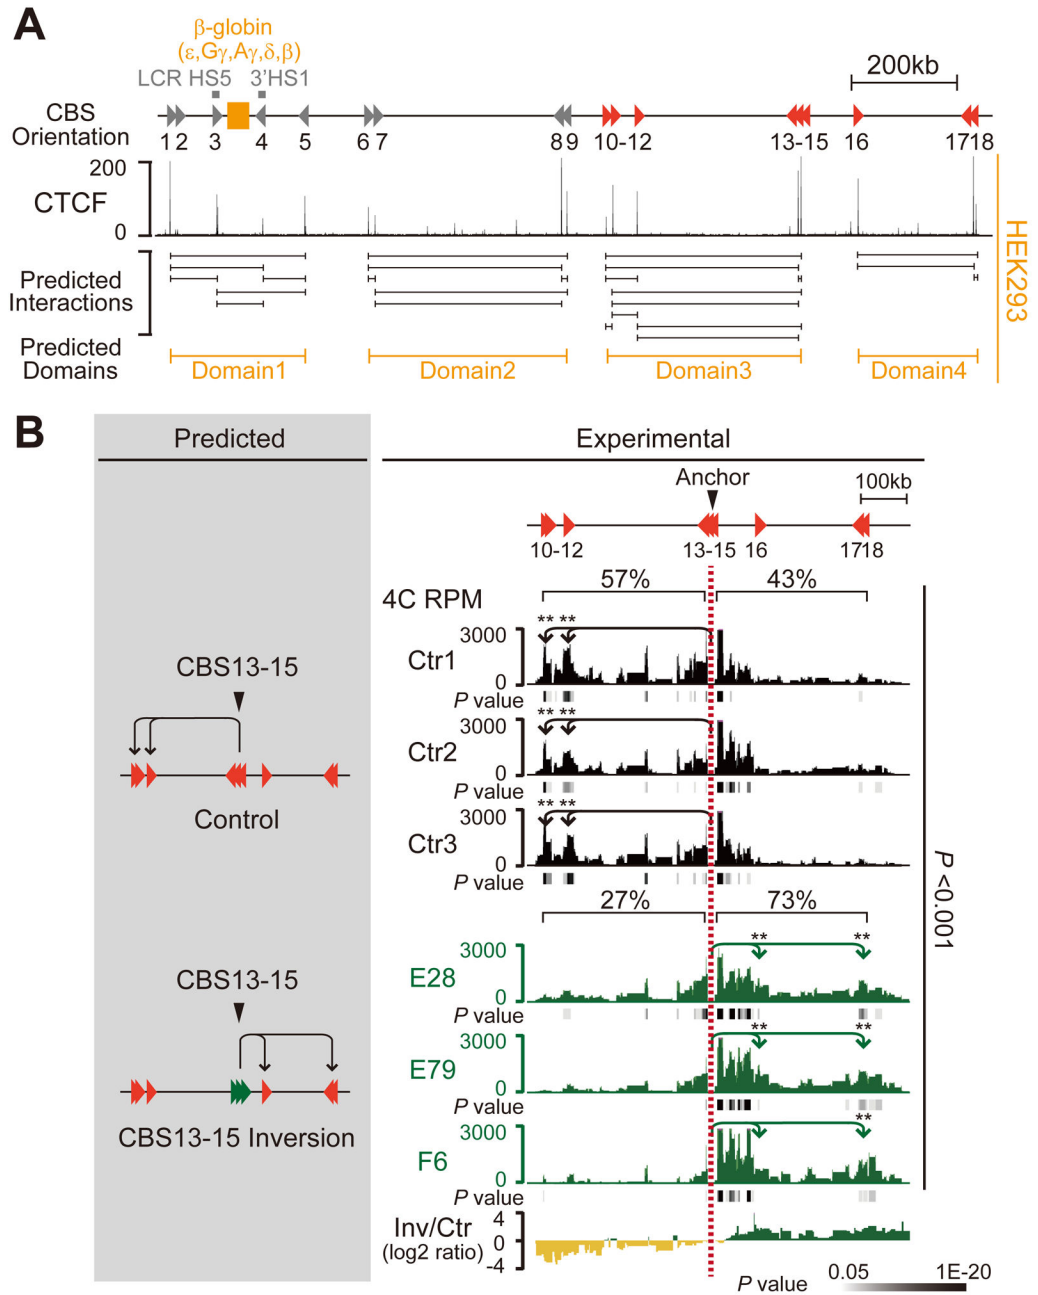 A
β-globin
(ε,Gγ,Aγ,δ,β)
LCR HS5 3'HS1
200kb
CBS
Orientation
1 2 3 4 5 6 7 8 9 10-12 13-15 16 1718
200
CTCF
0
Predicted
Interactions
Predicted
Domains
Domain1 Domain2 Domain3 Domain4
HEK293
B
Predicted
Experimental
Anchor
100kb
10-12 13-15 16 1718
57% 43%
4C RPM
** **
3000
Ctr1
0
P value
** **
3000
Ctr2
0
P value
** **
3000
Ctr3
0
P value
27% 73%
** **
3000
E28
0
P value
** **
3000
E79
0
P value
**
3000
F6
0
P value
4
Inv/Ctr 0
(log2 ratio)
-4
P value 0.05 1E-20
P <0.001
CBS13-15
Control
CBS13-15
CBS13-15 Inversion